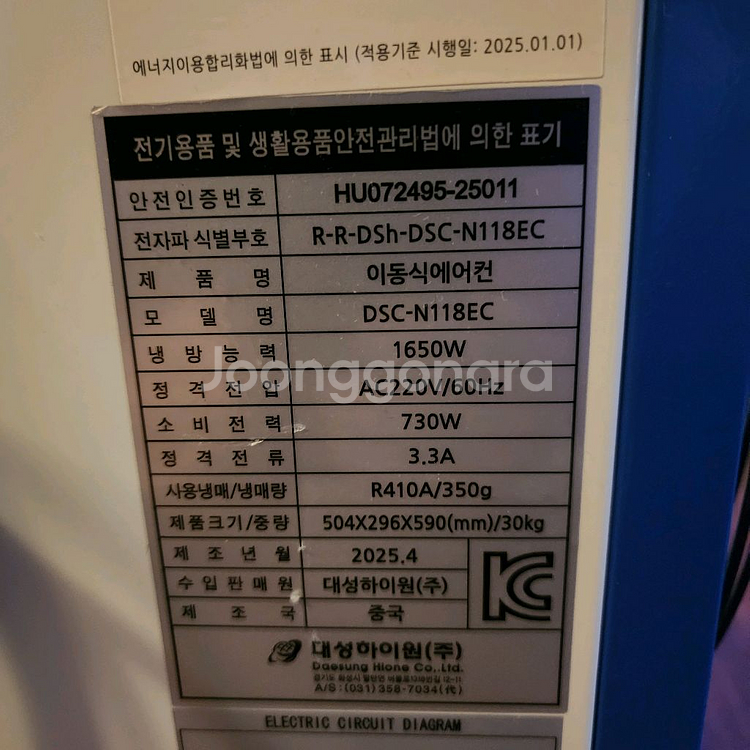 에너지이용합리화법에 의한 표시 (적용기준 시행일: 2025.01.01)
전기용품 및 생활용품안전관리법에 의한 표기
안전인증번호 HU072495-25011
전자파 식별부호 R-R-DSh-DSC-N118EC
제 품 명 이동식에어컨
모 델 명 DSC-N118EC
냉 방 능 력 1650W
Joonggonara
정 격 전 압 AC220V/60Hz
소 비 전 력 730W
정 격 전 류 3.3A
사용냉매/냉매량 R410A/350g
제품크기/중량 504X296X590(mm)/30kg
제 조 년 월 2025.4
수 입 판 매 원 대성하이원(주)
제 조 국 중국
KC
대성하이원(주)
Daesung Hione Co.,Ltd.
A/S : (031) 358-7034(代)
ELECTRIC CIRCUIT DIAGRAM